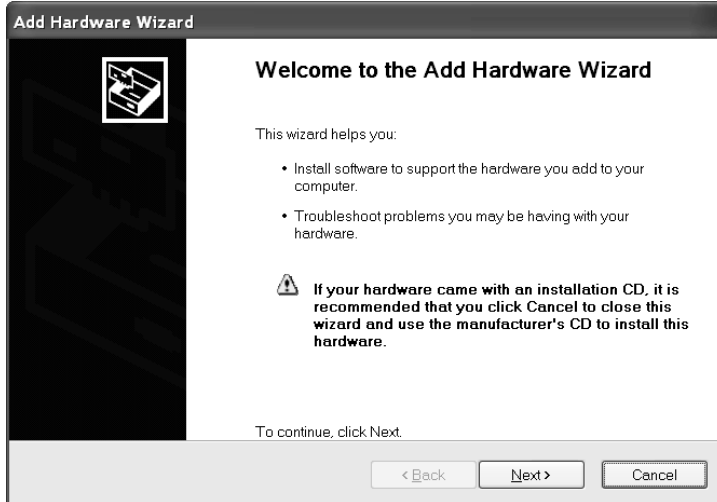 Add Hardware Wizard
Welcome to the Add Hardware Wizard
This wizard helps you:
• Install software to support the hardware you add to your
computer.
• Troubleshoot problems you may be having with your
hardware.
If your hardware came with an installation CD, it is
recommended that you click Cancel to close this
wizard and use the manufacturer's CD to install this
hardware.
To continue, click Next.
< Back Next > Cancel